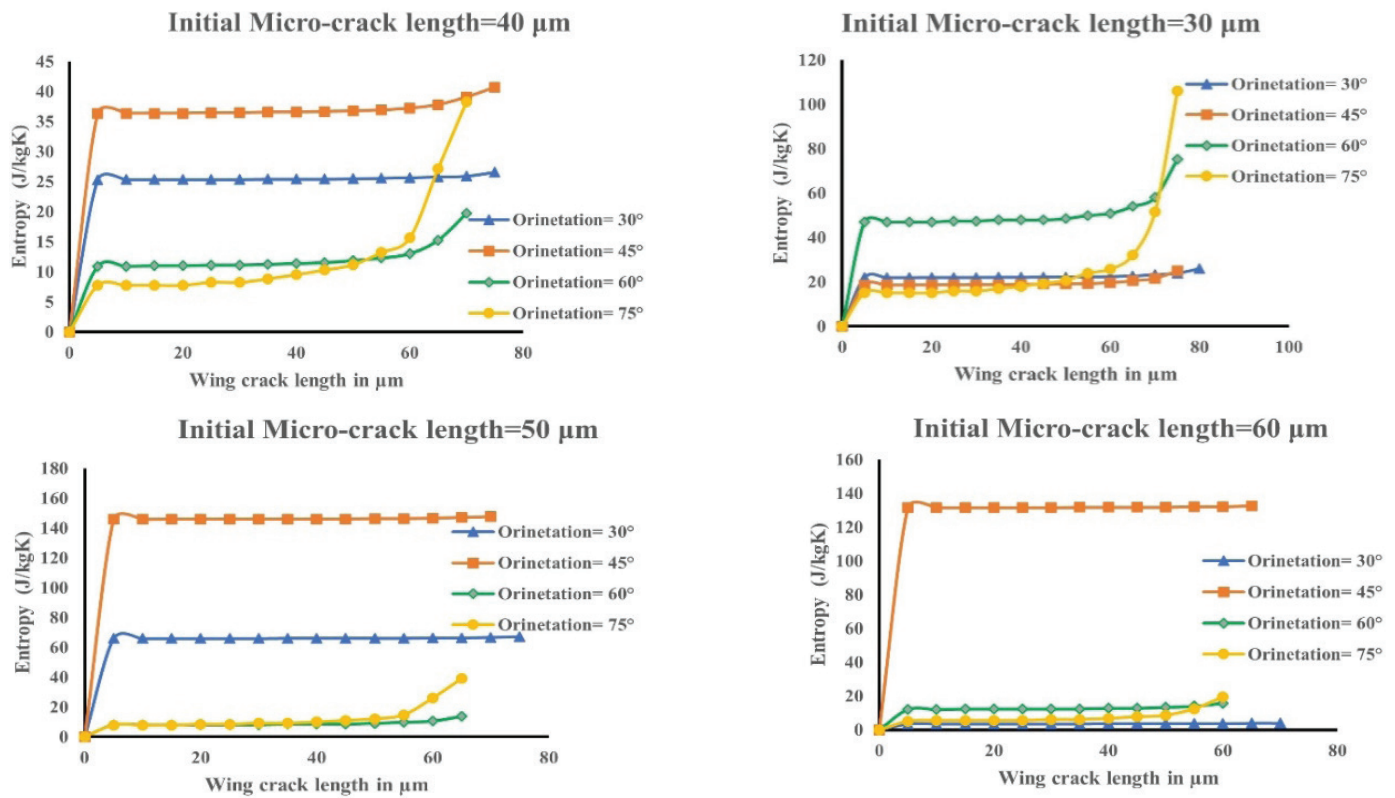 Initial Micro-crack length=40 μm
45
40
35
30
25
20
15
10
5
0
Entropy (J/kgK)
0 20 40 60 80
Wing crack length in μm
Orinetation= 30°
Orinetation= 45°
Orinetation= 60°
Orinetation= 75°
Initial Micro-crack length=30 μm
120
100
80
60
40
20
0
Entropy (J/kgK)
0 20 40 60 80 100
Wing crack length in μm
Orinetation= 30°
Orinetation= 45°
Orinetation= 60°
Orinetation= 75°
Initial Micro-crack length=50 μm
180
160
140
120
100
80
60
40
20
0
Entropy (J/kgK)
0 20 40 60 80
Wing crack length in μm
Orinetation= 30°
Orinetation= 45°
Orinetation= 60°
Orinetation= 75°
Initial Micro-crack length=60 μm
160
140
120
100
80
60
40
20
0
Entropy (J/kgK)
0 20 40 60 80
Wing crack length in μm
Orinetation= 30°
Orinetation= 45°
Orinetation= 60°
Orinetation= 75°